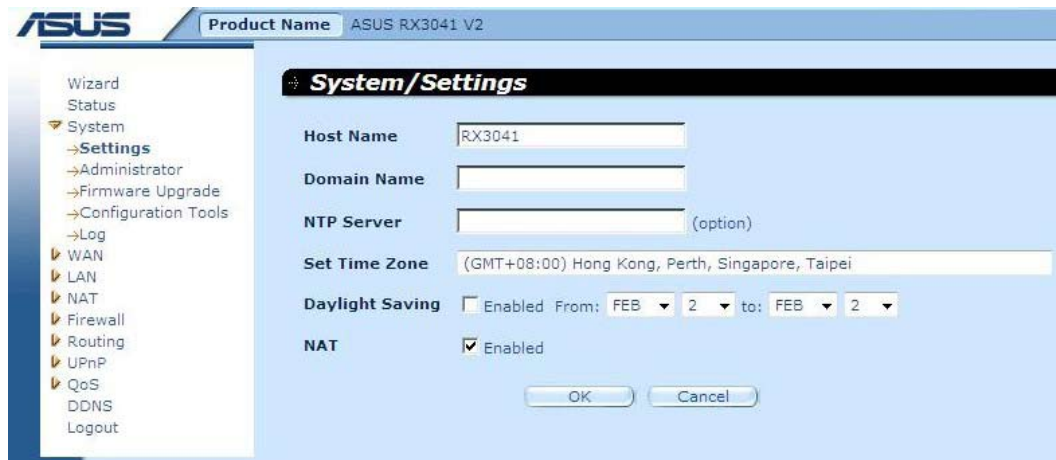 ASUS
Product Name ASUS RX3041 V2
Wizard
Status
System
Settings
Administrator
Firmware Upgrade
Configuration Tools
Log
WAN
LAN
NAT
Firewall
Routing
UPnP
QoS
DDNS
Logout
System/Settings
Host Name RX3041
Domain Name
NTP Server (option)
Set Time Zone (GMT+08:00) Hong Kong, Perth, Singapore, Taipei
Daylight Saving Enabled From: FEB 2 to: FEB 2
NAT Enabled
OK Cancel